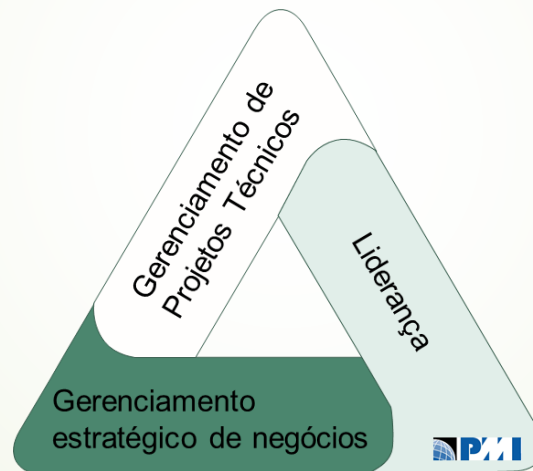 Gerenciamento de
Projetos Técnicos
Liderança
Gerenciamento
estratégico de negócios
PMI